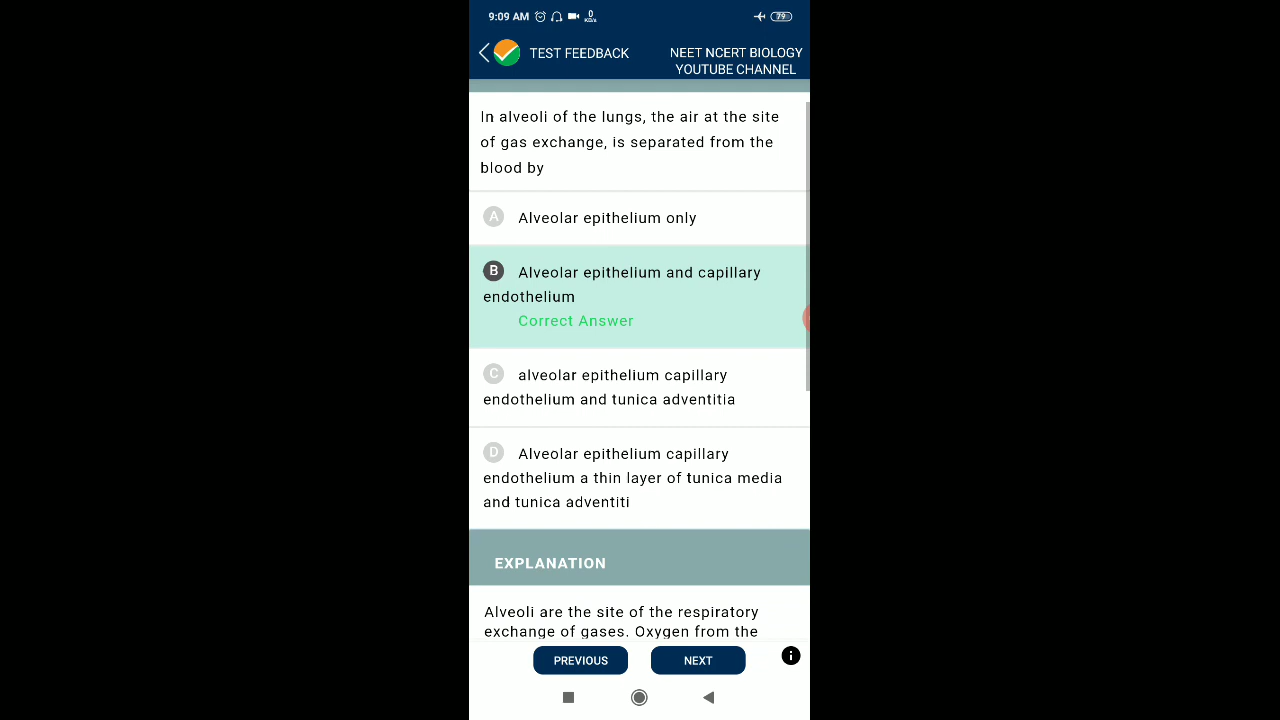 9:09 AM 0 KB/s 79
TEST FEEDBACK
NEET NCERT BIOLOGY
YOUTUBE CHANNEL
In alveoli of the lungs, the air at the site
of gas exchange, is separated from the
blood by
A Alveolar epithelium only
B Alveolar epithelium and capillary
endothelium
Correct Answer
C alveolar epithelium capillary
endothelium and tunica adventitia
D Alveolar epithelium capillary
endothelium a thin layer of tunica media
and tunica adventiti
EXPLANATION
Alveoli are the site of the respiratory
exchange of gases. Oxygen from the
PREVIOUS
NEXT